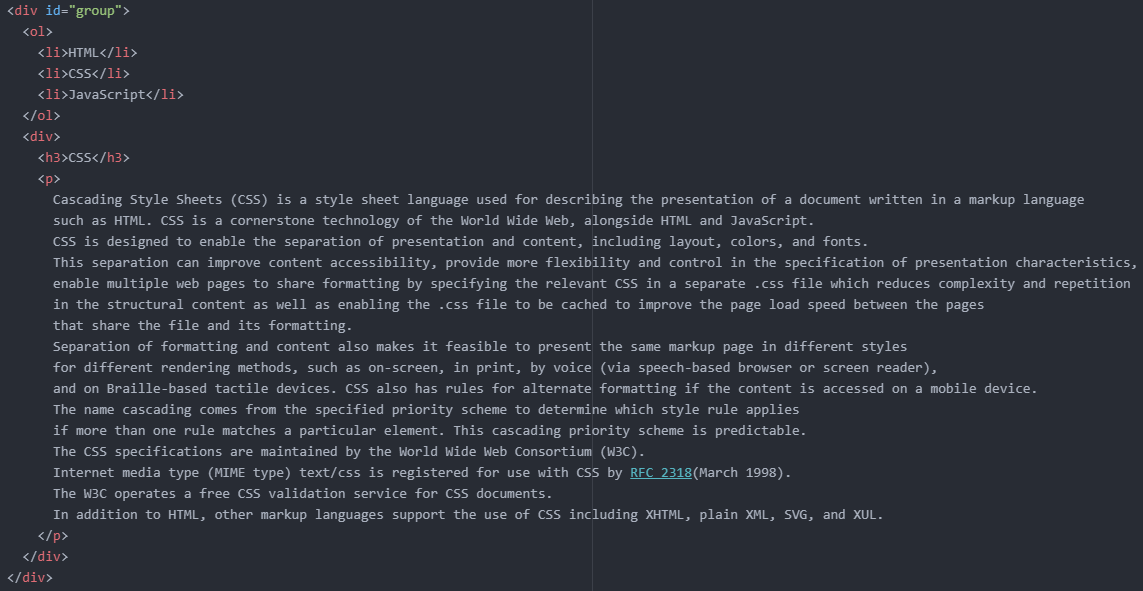 <div id="group">
  <ol>
    <li>HTML</li>
    <li>CSS</li>
    <li>JavaScript</li>
  </ol>
  <div>
    <h3>CSS</h3>
    <p>
      Cascading Style Sheets (CSS) is a style sheet language used for describing the presentation of a document written in a markup language
      such as HTML. CSS is a cornerstone technology of the World Wide Web, alongside HTML and JavaScript.
      CSS is designed to enable the separation of presentation and content, including layout, colors, and fonts.
      This separation can improve content accessibility, provide more flexibility and control in the specification of presentation characteristics,
      enable multiple web pages to share formatting by specifying the relevant CSS in a separate .css file which reduces complexity and repetition
      in the structural content as well as enabling the .css file to be cached to improve the page load speed between the pages
      that share the file and its formatting.
      Separation of formatting and content also makes it feasible to present the same markup page in different styles
      for different rendering methods, such as on-screen, in print, by voice (via speech-based browser or screen reader),
      and on Braille-based tactile devices. CSS also has rules for alternate formatting if the content is accessed on a mobile device.
      The name cascading comes from the specified priority scheme to determine which style rule applies
      if more than one rule matches a particular element. This cascading priority scheme is predictable.
      The CSS specifications are maintained by the World Wide Web Consortium (W3C).
      Internet media type (MIME type) text/css is registered for use with CSS by RFC 2318(March 1998).
      The W3C operates a free CSS validation service for CSS documents.
      In addition to HTML, other markup languages support the use of CSS including XHTML, plain XML, SVG, and XUL.
    </p>
  </div>
</div>